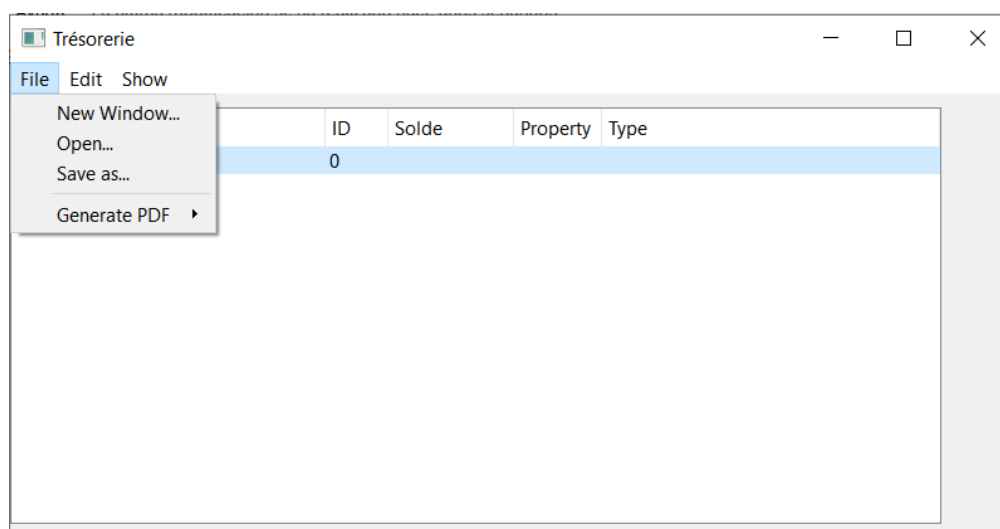 Trésorerie
File Edit Show
New Window...
Open...
Save as...
Generate PDF
ID Solde Property Type
0